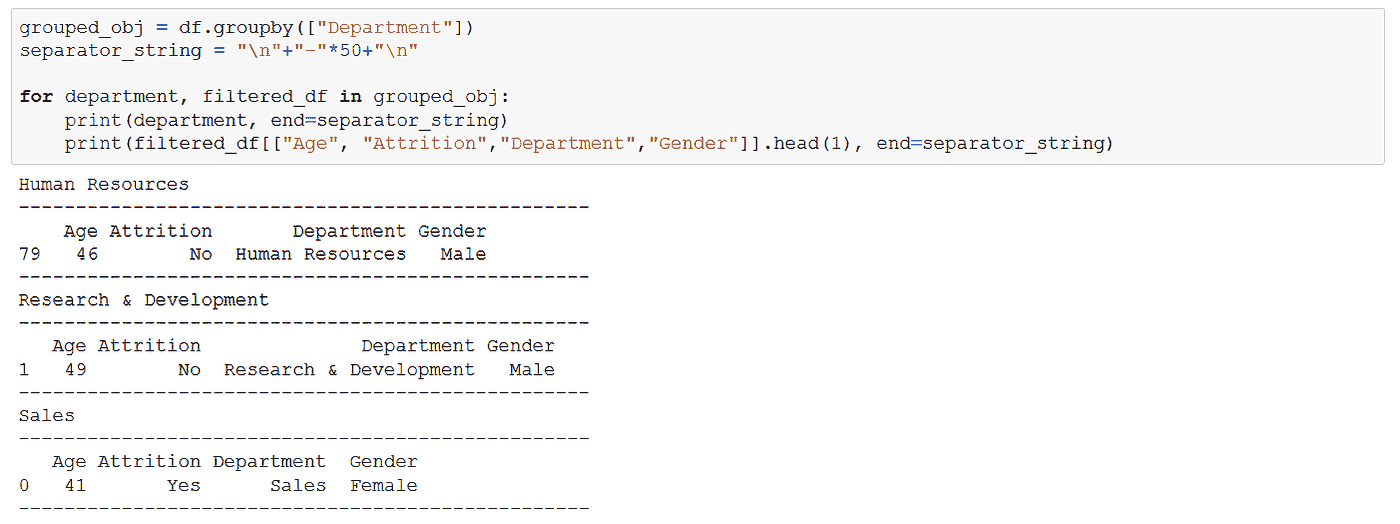 grouped_obj = df.groupby(["Department"])
separator_string = "\n"+"-"*50+"\n"
for department, filtered_df in grouped_obj:
    print(department, end=separator_string)
    print(filtered_df[["Age", "Attrition","Department","Gender"]].head(1), end=separator_string)
Human Resources
--------------------------------------------------
    Age Attrition       Department Gender
79   46        No  Human Resources   Male
--------------------------------------------------
Research & Development
--------------------------------------------------
   Age Attrition              Department Gender
1   49        No  Research & Development   Male
--------------------------------------------------
Sales
--------------------------------------------------
   Age Attrition Department  Gender
0   41       Yes      Sales  Female
--------------------------------------------------